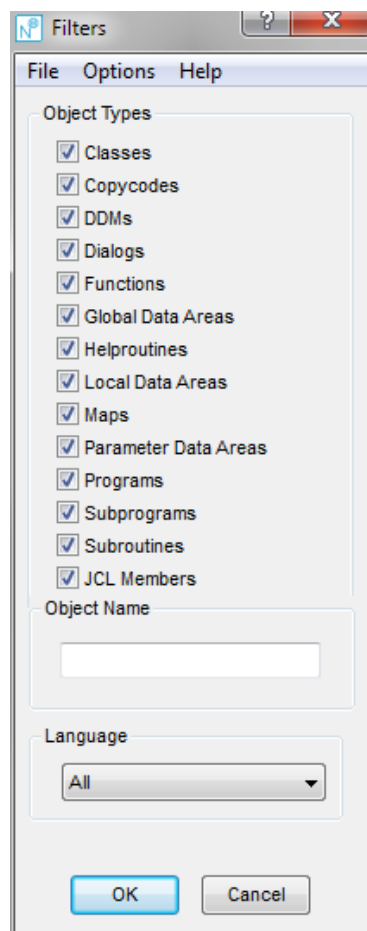 Filters
File Options Help
Object Types
Classes
Copycodes
DDMs
Dialogs
Functions
Global Data Areas
Helproutines
Local Data Areas
Maps
Parameter Data Areas
Programs
Subprograms
Subroutines
JCL Members
Object Name
Language
All
OK Cancel